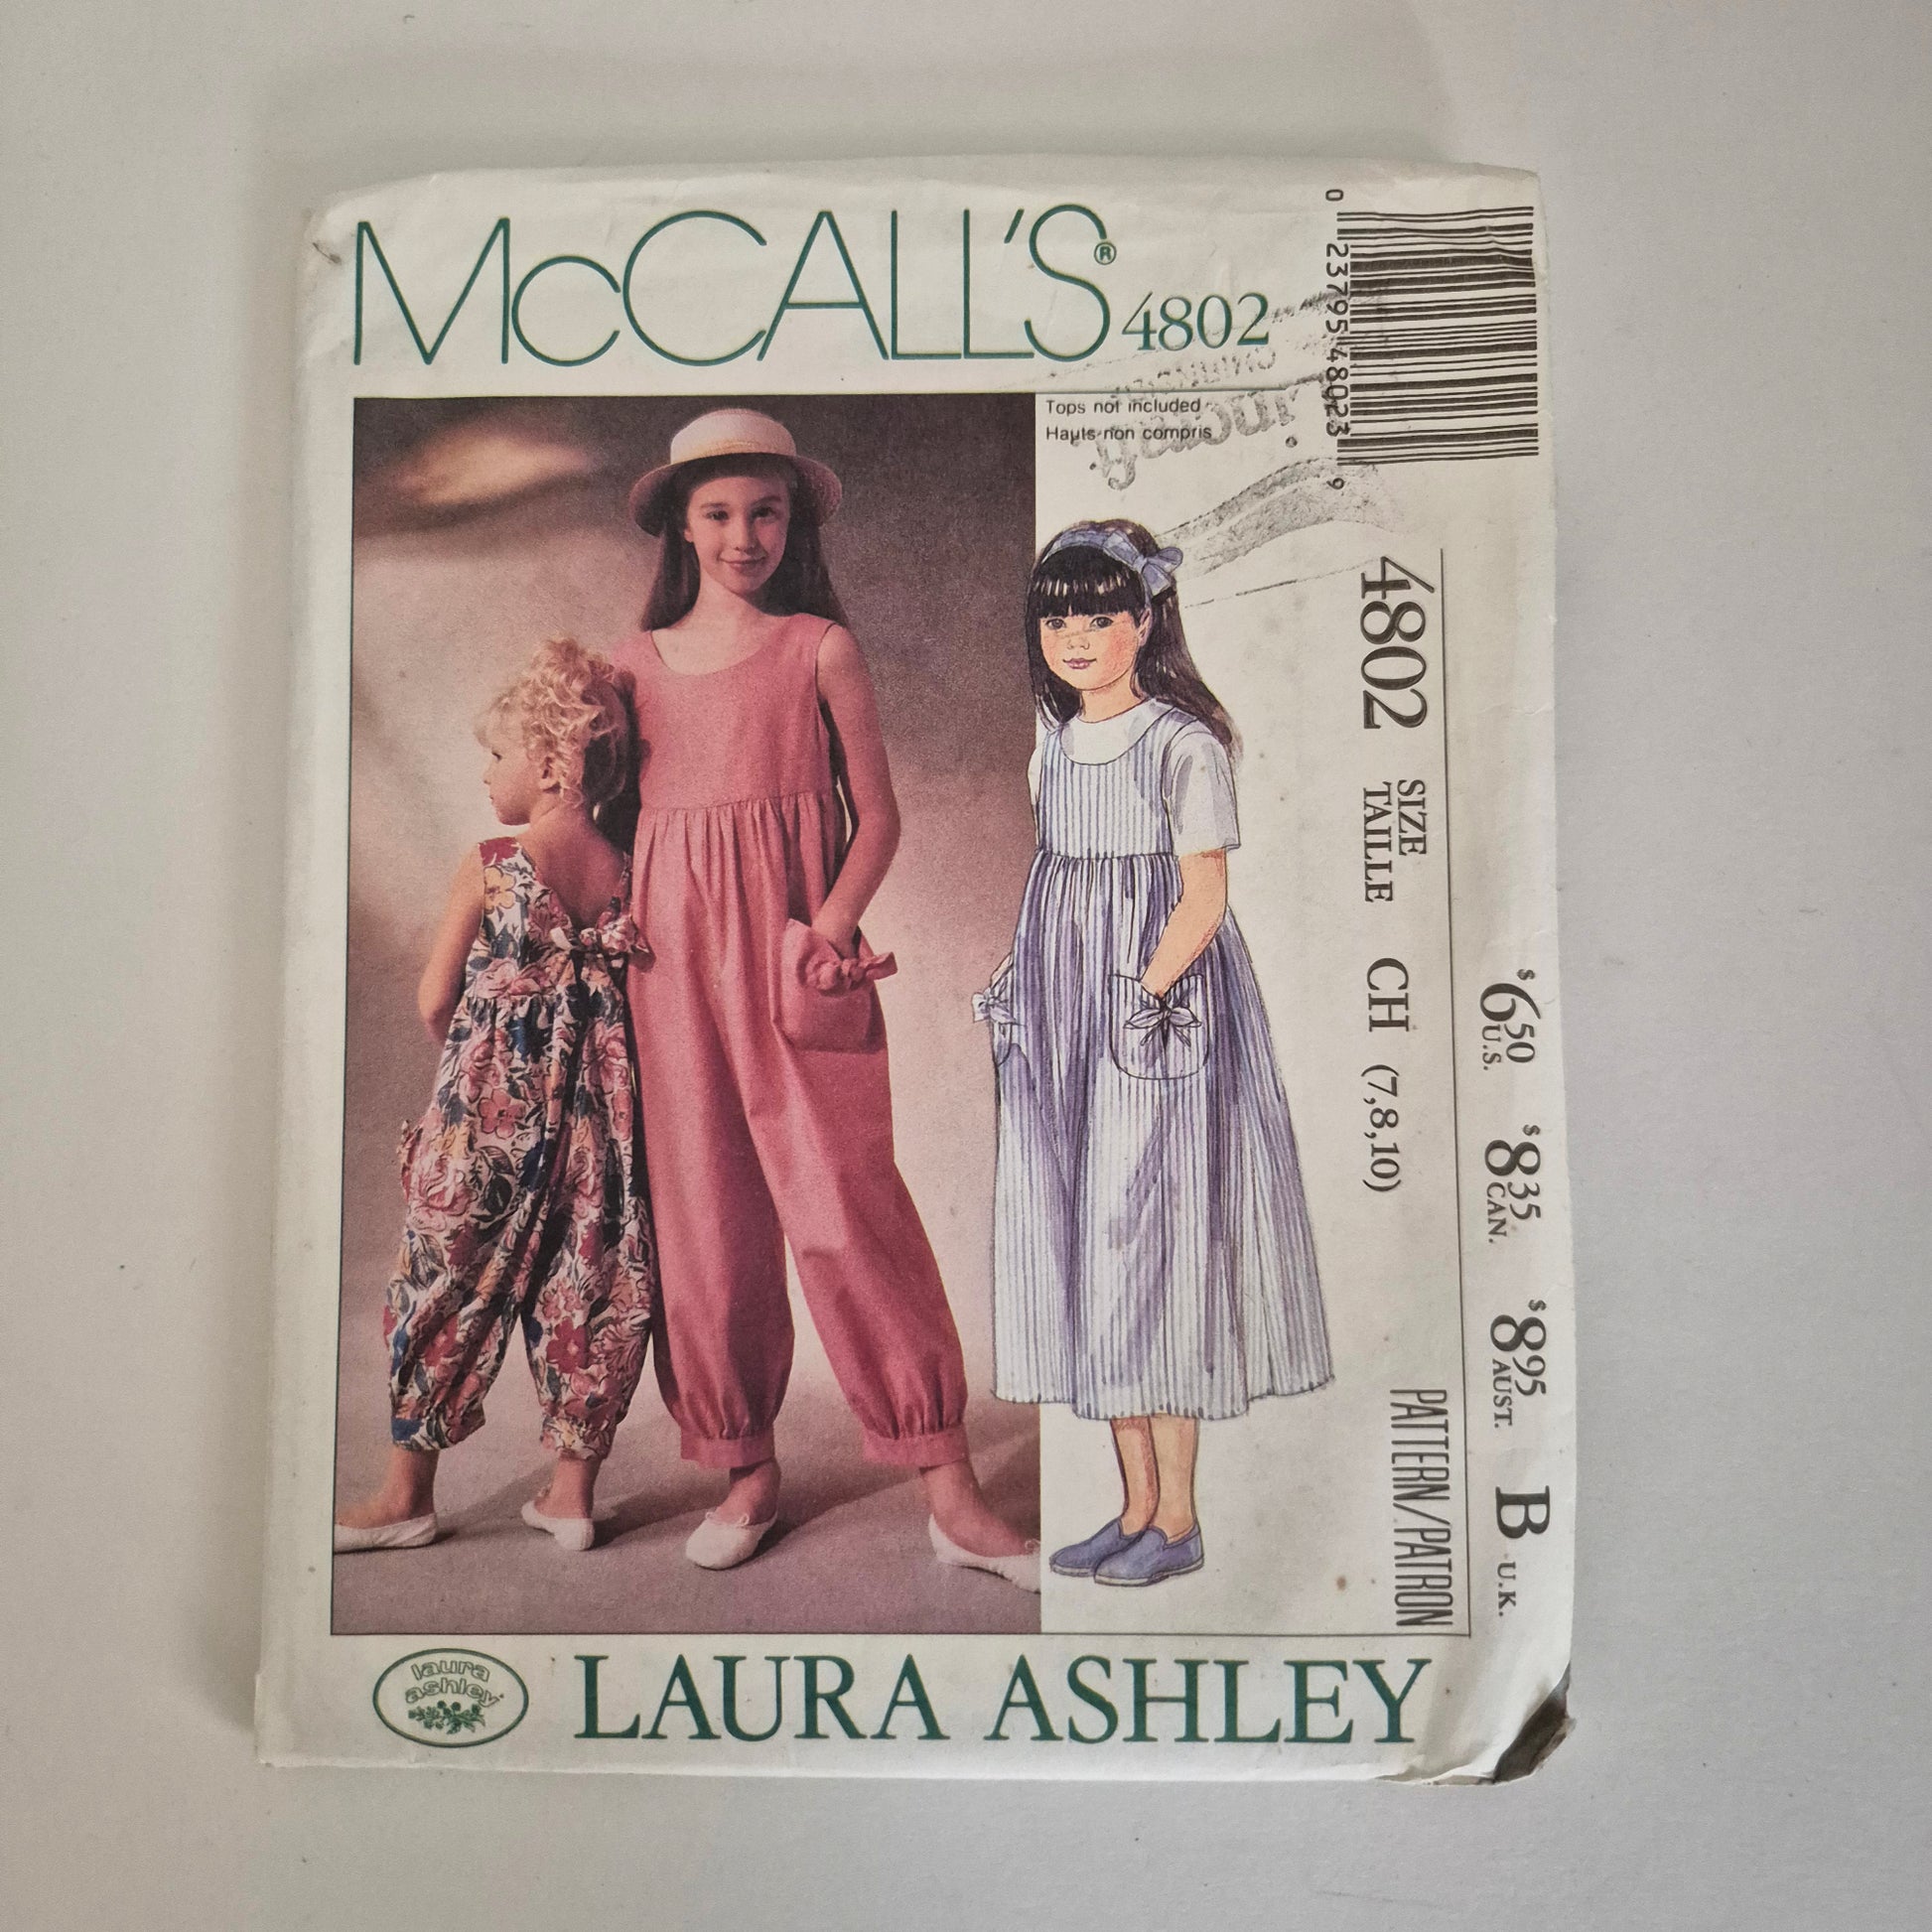 McCALL'S® 4802
Tops not included
Hauts non compris
0 23795 48023 9
4802 SIZE CH (7,8,10)
TAILLE
PATTERN/PATRON
$6.50 U.S. $8.35 CAN. $8.95 AUST. B U.K.
laura
ashley
LAURA ASHLEY